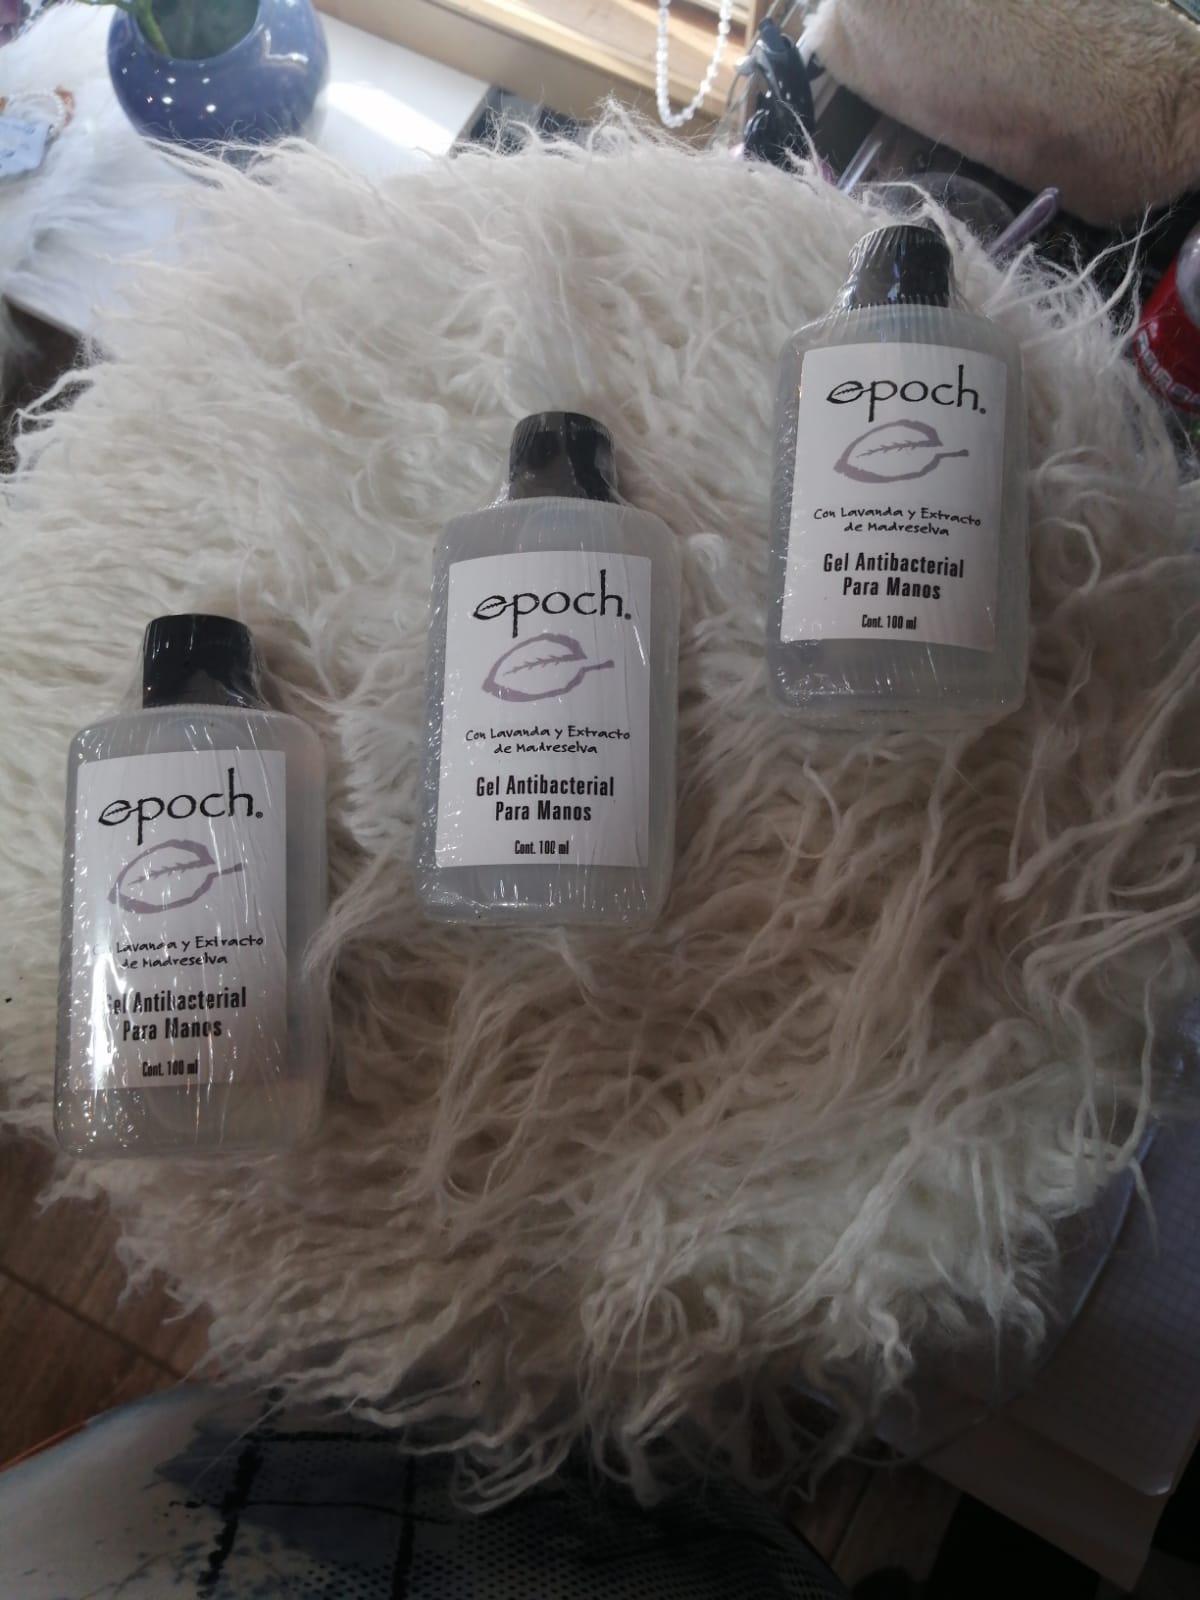 epoch®
Con Lavanda y Extracto
de Madreselva
Gel Antibacterial
Para Manos
Cont. 100 ml
epoch®
Con Lavanda y Extracto
de Madreselva
Gel Antibacterial
Para Manos
Cont. 100 ml
epoch®
Con Lavanda y Extracto
de Madreselva
Gel Antibacterial
Para Manos
Cont. 100 ml